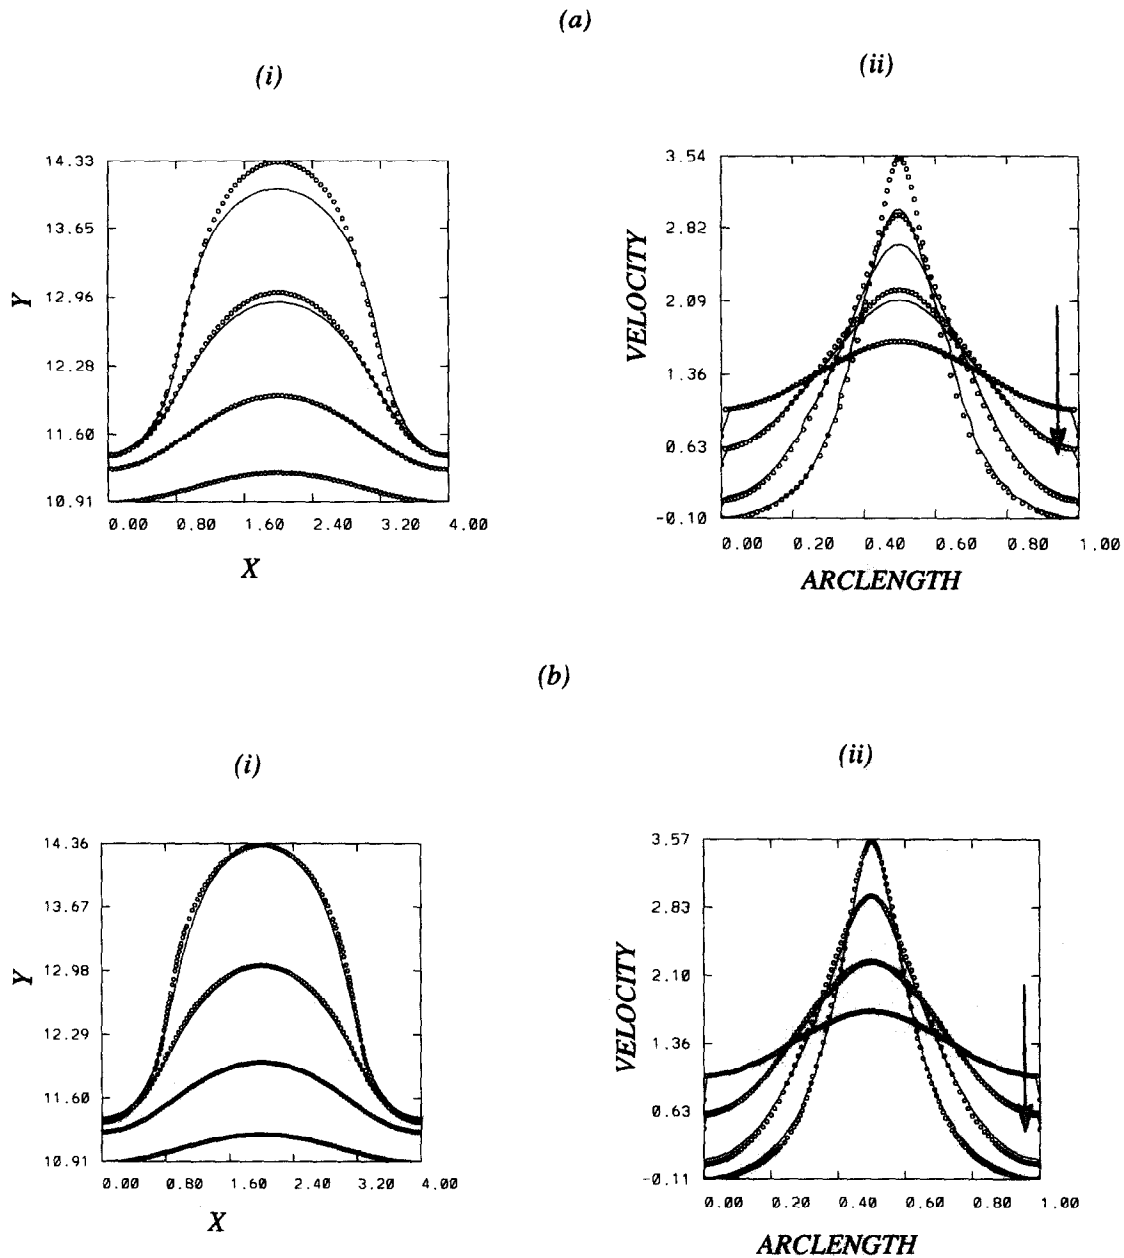 (a)
(i)
(ii)
14.33
13.65
12.96
12.28
11.60
10.91
Y
0.00 0.80 1.60 2.40 3.20 4.00
X
3.54
2.82
2.09
1.36
0.63
-0.10
VELOCITY
0.00 0.20 0.40 0.60 0.80 1.00
ARCLENGTH
(b)
(i)
(ii)
14.36
13.67
12.98
12.29
11.60
10.91
Y
0.00 0.80 1.60 2.40 3.20 4.00
X
3.57
2.83
2.10
1.36
0.63
-0.11
VELOCITY
0.00 0.20 0.40 0.60 0.80 1.00
ARCLENGTH